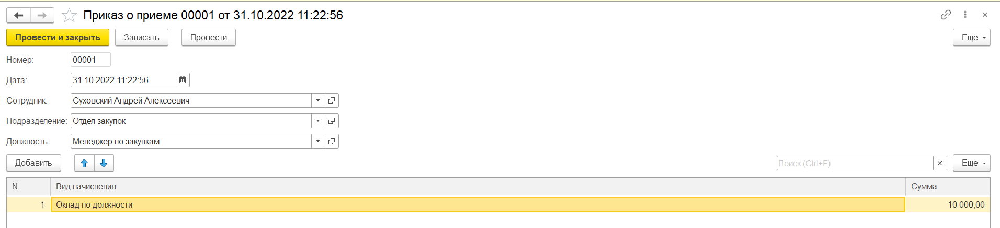 Приказ о приеме 00001 от 31.10.2022 11:22:56
Провести и закрыть Записать Провести Еще
Номер: 00001
Дата: 31.10.2022 11:22:56
Сотрудник: Суховский Андрей Алексеевич
Подразделение: Отдел закупок
Должность: Менеджер по закупкам
Добавить Поиск (Ctrl+F) × Еще
N Вид начисления Сумма
1 Оклад по должности 10 000,00